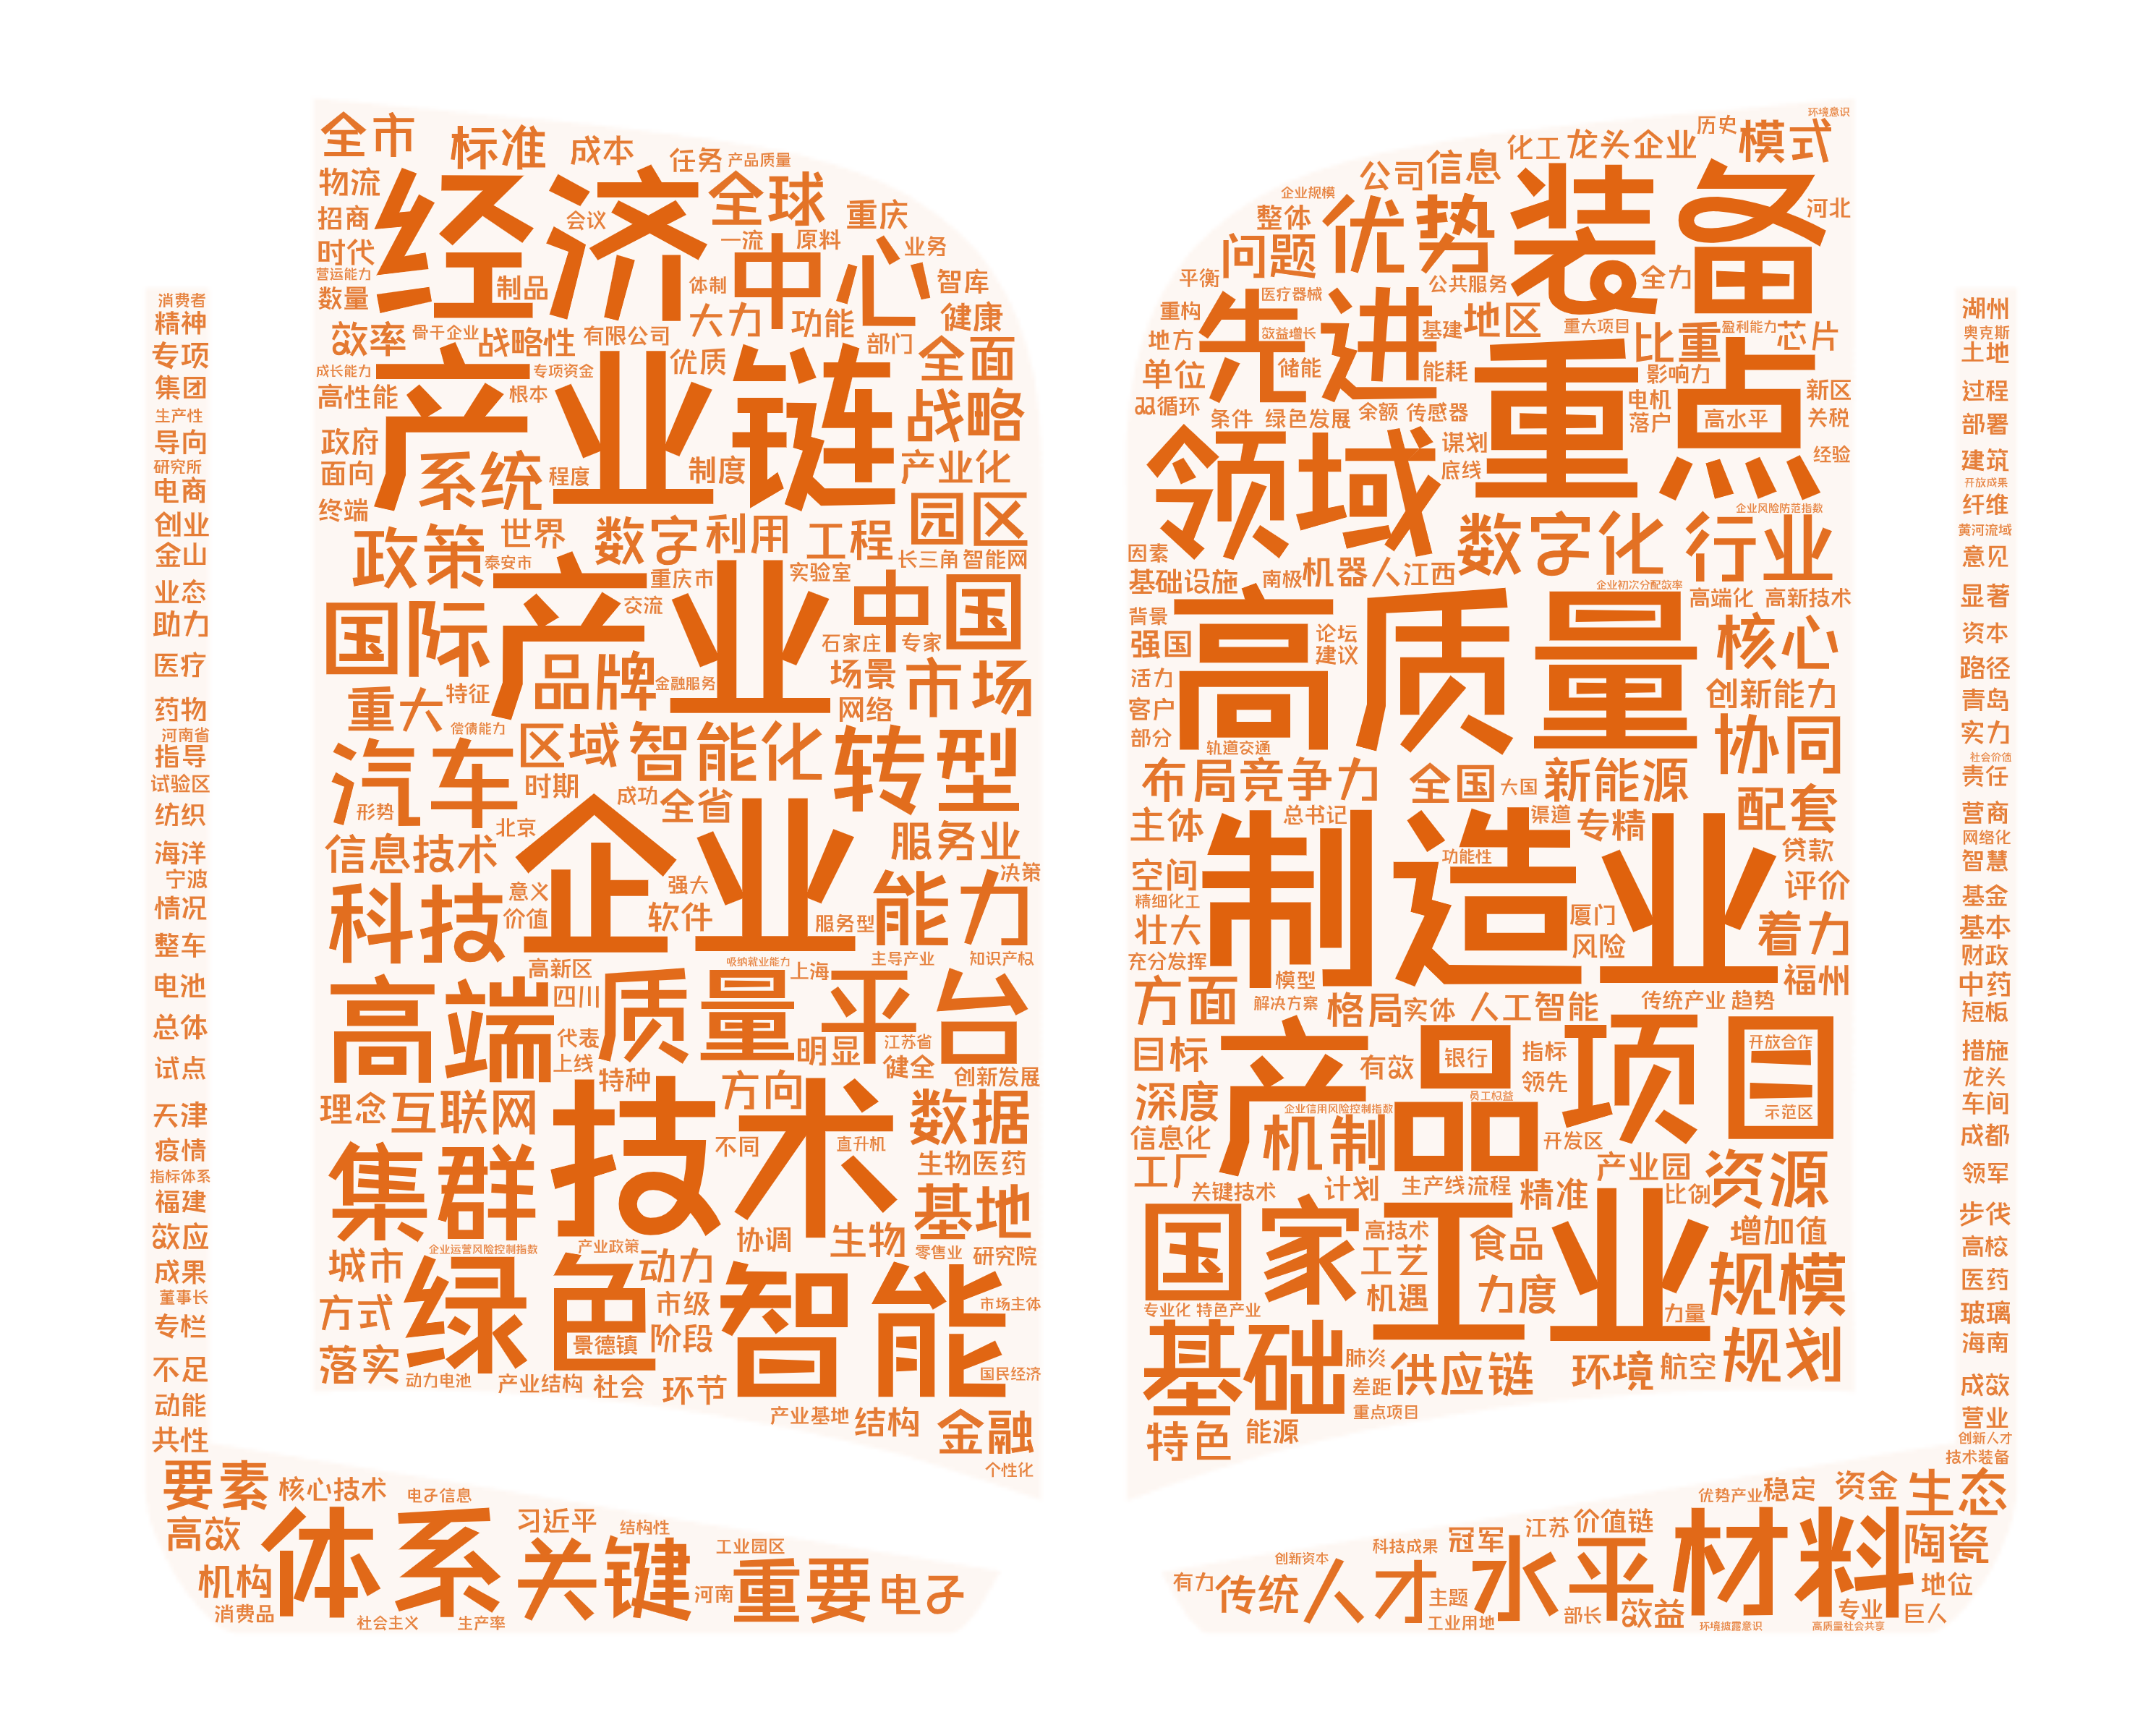 全市 标准 成本 任务 产品质量
物流 经济 会议 全球 重庆
招商 一流 原料 中心 业务
时代 制品 体制 智库
营运能力 数量 大力 功能 健康
效率 骨干企业 战略性 有限公司 优质 部门 全面
成长能力 产业链 专项资金 战略
高性能 根本
政府 系统 程度 制度 产业化
面向
终端 世界 数字 利用 工程 园区
政策 泰安市 产业 重庆市 实验室 长三角 智能网
国际 交流 中国
品牌 金融服务 石家庄 专家
重大 特征 场景 市场
偿债能力 区域 智能化 网络 转型
汽车 时期 成功 全省
形势 北京 企业 服务业
信息技术 决策
科技 意义 强大 能力
价值 软件 服务型
高新区 吸纳就业能力 上海 主导产业 知识产权
高端 四川 质量 平台
代表 明显 江苏省
上线 特种 健全 创新发展
理念 互联网 技术 方向 数据
集群 不同 直升机 生物医药
基地
协调 生物
城市 企业运营风险控制指数 产业政策 动力 零售业 研究院
方式 绿色 市级 智能 市场主体
落实 景德镇 阶段
动力电池 产业结构 社会 环节 国民经济
产业基地 结构 金融
个性化
消费者
精神
专项
集团
生产性
导向
研究所
电商
创业
金山
业态
助力
医疗
药物
河南省
指导
试验区
纺织
海洋
宁波
情况
整车
电池
总体
试点
天津
疫情
指标体系
福建
效应
成果
董事长
专栏
不足
动能
共性
要素 核心技术 电子信息
高效 体系 习近平 结构性
机构 关键 工业园区
消费品 社会主义 生产率 河南 重要 电子
环境意识
化工 龙头企业 历史 模式
公司 信息 装备
企业规模 整体 优势 河北
问题
平衡 医疗器械 公共服务 全力
重构 先进 地区 重大项目 比重 盈利能力 芯片
地方 效益增长 基建
单位 储能 能耗 重点 影响力
双循环 条件 绿色发展 余额 传感器 电机 新区
领域 谋划 落户 高水平 关税
底线 经验
因素 数字化 行业 企业风险防范指数
基础设施 南极 机器人 江西 企业初次分配效率 高端化 高新技术
背景 高质量 核心
强国 论坛
活力 建议 创新能力
客户
部分 轨道交通 协同
布局 竞争力 全国 大国 新能源
主体 制造业 总书记 渠道 专精 配套
空间 功能性 贷款
精细化工 评价
壮大 厦门 着力
充分发挥 风险
方面 模型 福州
解决方案 格局 实体 人工智能 传统产业 趋势
目标 产品 有效 银行 指标 项目 开放合作
深度 领先 示范区
企业信用风险控制指数 员工权益
信息化 机制 开发区
工厂 关键技术 计划 生产线 流程 精准 产业园 资源
国家 高技术 工业 比例 增加值
工艺 食品
机遇 力度 规模
专业化 特色产业 力量
基础 肺炎 供应链 环境 航空 规划
差距
特色 能源 重点项目
湖州
奥克斯
土地
过程
部署
建筑
开放成果
纤维
黄河流域
意见
显著
资本
路径
青岛
实力
社会价值
责任
营商
网络化
智慧
基金
基本
财政
中药
短板
措施
龙头
车间
成都
领军
步伐
高校
医药
玻璃
海南
成效
营业
创新人才
技术装备
优势产业 稳定 资金 生态
创新资本 科技成果 冠军 江苏 价值链 材料 陶瓷
有力 传统 人才 主题 水平 地位
工业用地 部长 效益 环境披露意识 专业 巨人
高质量社会共享